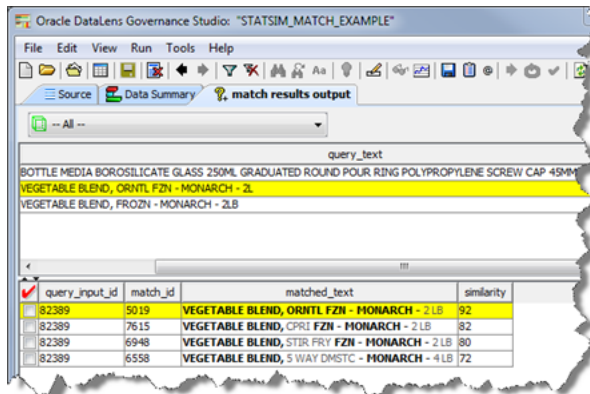 Oracle DataLens Governance Studio: "STATSIM_MATCH_EXAMPLE"
File Edit View Run Tools Help
Source Data Summary match results output
-- All --
query_text
BOTTLE MEDIA BOROSILICATE GLASS 250ML GRADUATED ROUND POUR RING POLYPROPYLENE SCREW CAP 45MM
VEGETABLE BLEND, ORNTL FZN - MONARCH - 2L
VEGETABLE BLEND, FROZN - MONARCH - 2LB
query_input_id match_id matched_text similarity
82389 5019 VEGETABLE BLEND, ORNTL FZN - MONARCH - 2 LB 92
82389 7615 VEGETABLE BLEND, CPRI FZN - MONARCH - 2 LB 82
82389 6948 VEGETABLE BLEND, STIR FRY FZN - MONARCH - 2 LB 80
82389 6558 VEGETABLE BLEND, 5 WAY DMSTC - MONARCH - 4 LB 72